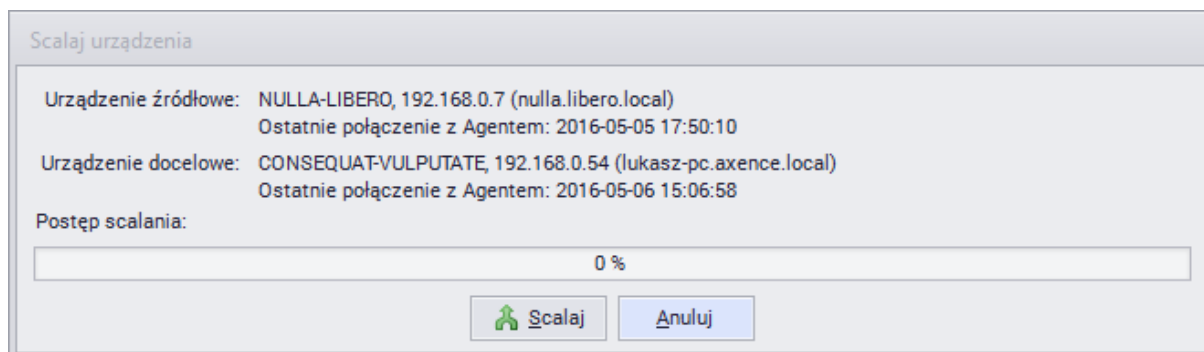 Scalaj urządzenia
Urządzenie źródłowe: NULLA-LIBERO, 192.168.0.7 (nulla.libero.local)
Ostatnie połączenie z Agentem: 2016-05-05 17:50:10
Urządzenie docelowe: CONSEQUAT-VULPUTATE, 192.168.0.54 (lukasz-pc.axence.local)
Ostatnie połączenie z Agentem: 2016-05-06 15:06:58
Postęp scalania:
0 %
Scalaj Anuluj